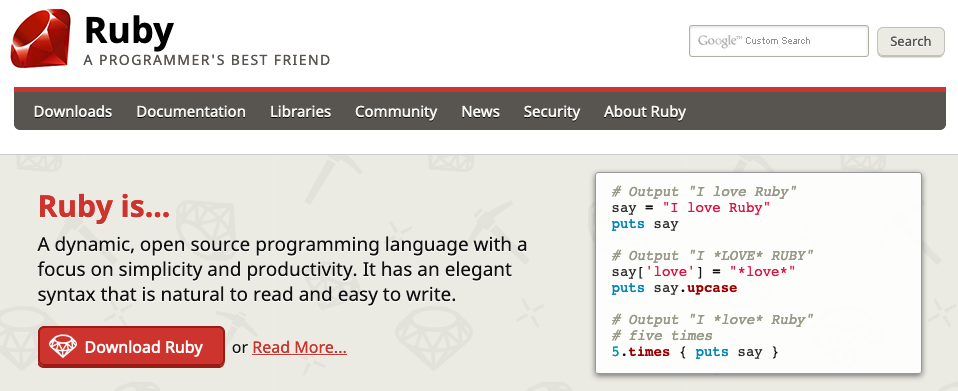 Ruby
A PROGRAMMER'S BEST FRIEND
Google™ Custom Search
Search
Downloads Documentation Libraries Community News Security About Ruby
Ruby is...
A dynamic, open source programming language with a
focus on simplicity and productivity. It has an elegant
syntax that is natural to read and easy to write.
Download Ruby or Read More...
# Output "I love Ruby"
say = "I love Ruby"
puts say
# Output "I *LOVE* RUBY"
say['love'] = "*love*"
puts say.upcase
# Output "I *love* Ruby"
# five times
5.times { puts say }